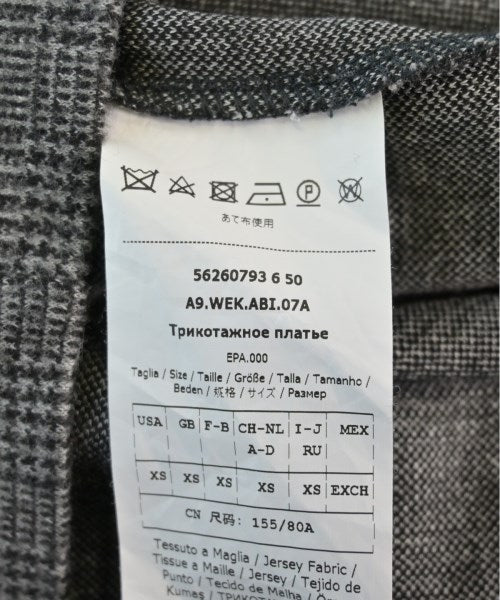 あて布使用
56260793 6 50
A9.WEK.ABI.07A
Трикотажное платье
EPA.000
Taglia / Size / Taille / Größe / Talla / Tamanho /
Beden / 规格 / サイズ / Размер
USA GB F-B CH-NL I-J MEX
A-D RU
XS XS XS XS XS EXCH
CN 尺码: 155/80A
Tessuto a Maglia / Jersey Fabric /
Tissue a Maille / Jersey / Tejido de
Punto / Tecido de Malha /
Kumaş /